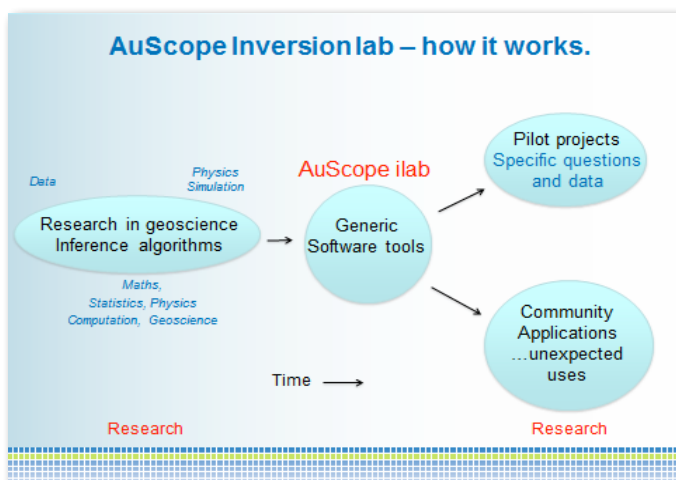 AuScope Inversion lab – how it works.
Data
Physics
Simulation
Research in geoscience
Inference algorithms
Maths,
Statistics, Physics
Computation, Geoscience
AuScope ilab
Generic
Software tools
Pilot projects
Specific questions
and data
Community
Applications
...unexpected
uses
Time
Research
Research